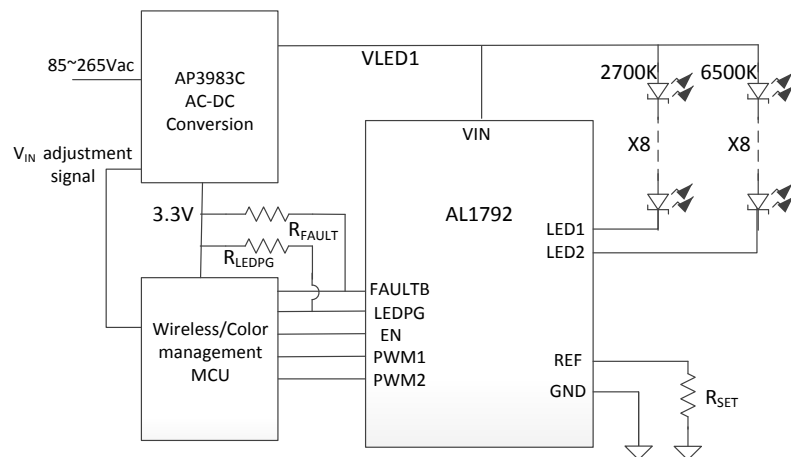 AP3983C
AC-DC
Conversion
85~265Vac
VLED1
2700K
6500K
VIN
X8
X8
V_IN adjustment
signal
AL1792
3.3V
R_FAULT
R_LEDPG
LED1
LED2
FAULTB
LEDPG
EN
PWM1
PWM2
Wireless/Color
management
MCU
REF
GND
R_SET